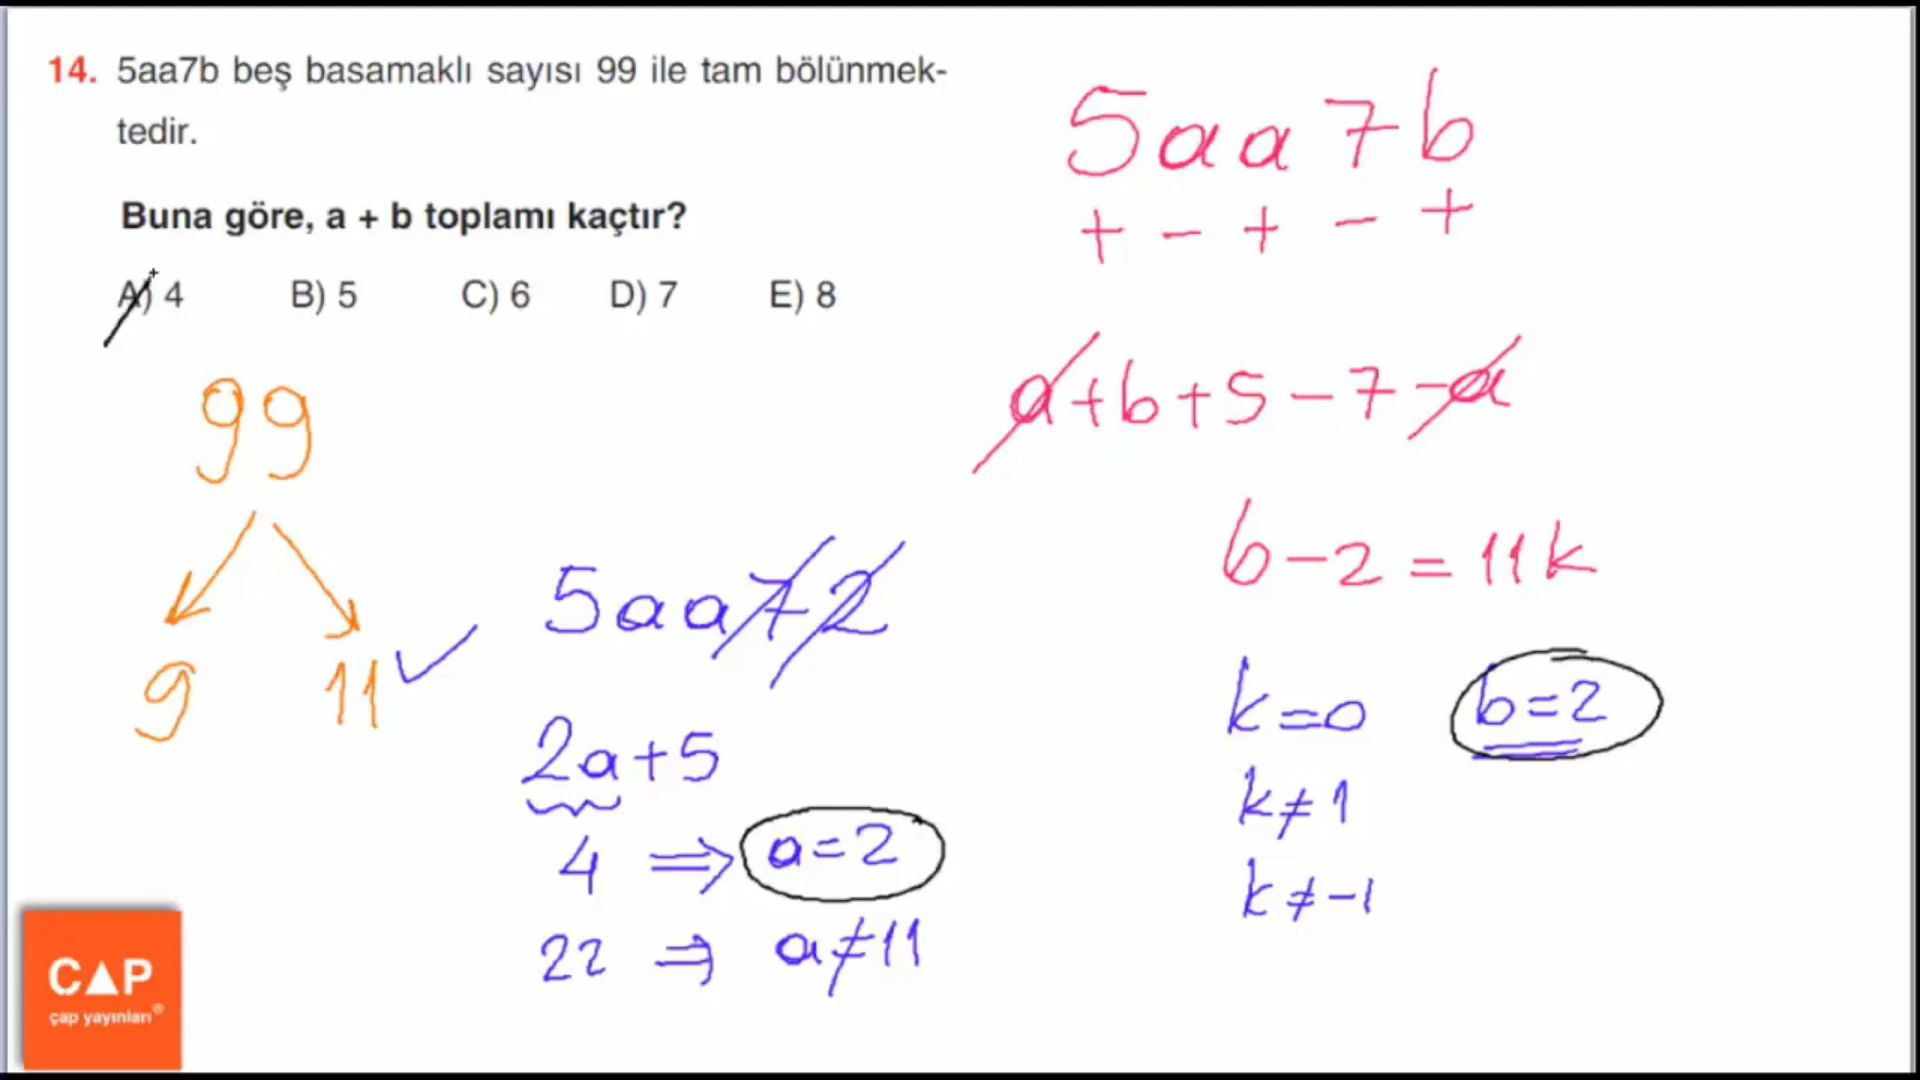 14. 5aa7b beş basamaklı sayısı 99 ile tam bölünmek-
tedir.
Buna göre, a + b toplamı kaçtır?
A) 4 B) 5 C) 6 D) 7 E) 8
99
9 11 ✓
5aa72
2a+5
4 ⇒ a=2
22 ⇒ a≠11
5aa7b
+ - + - +
a+b+5-7-a
b-2=11k
k=0 b=2
k≠1
k≠-1
ÇAP
çap yayınları®